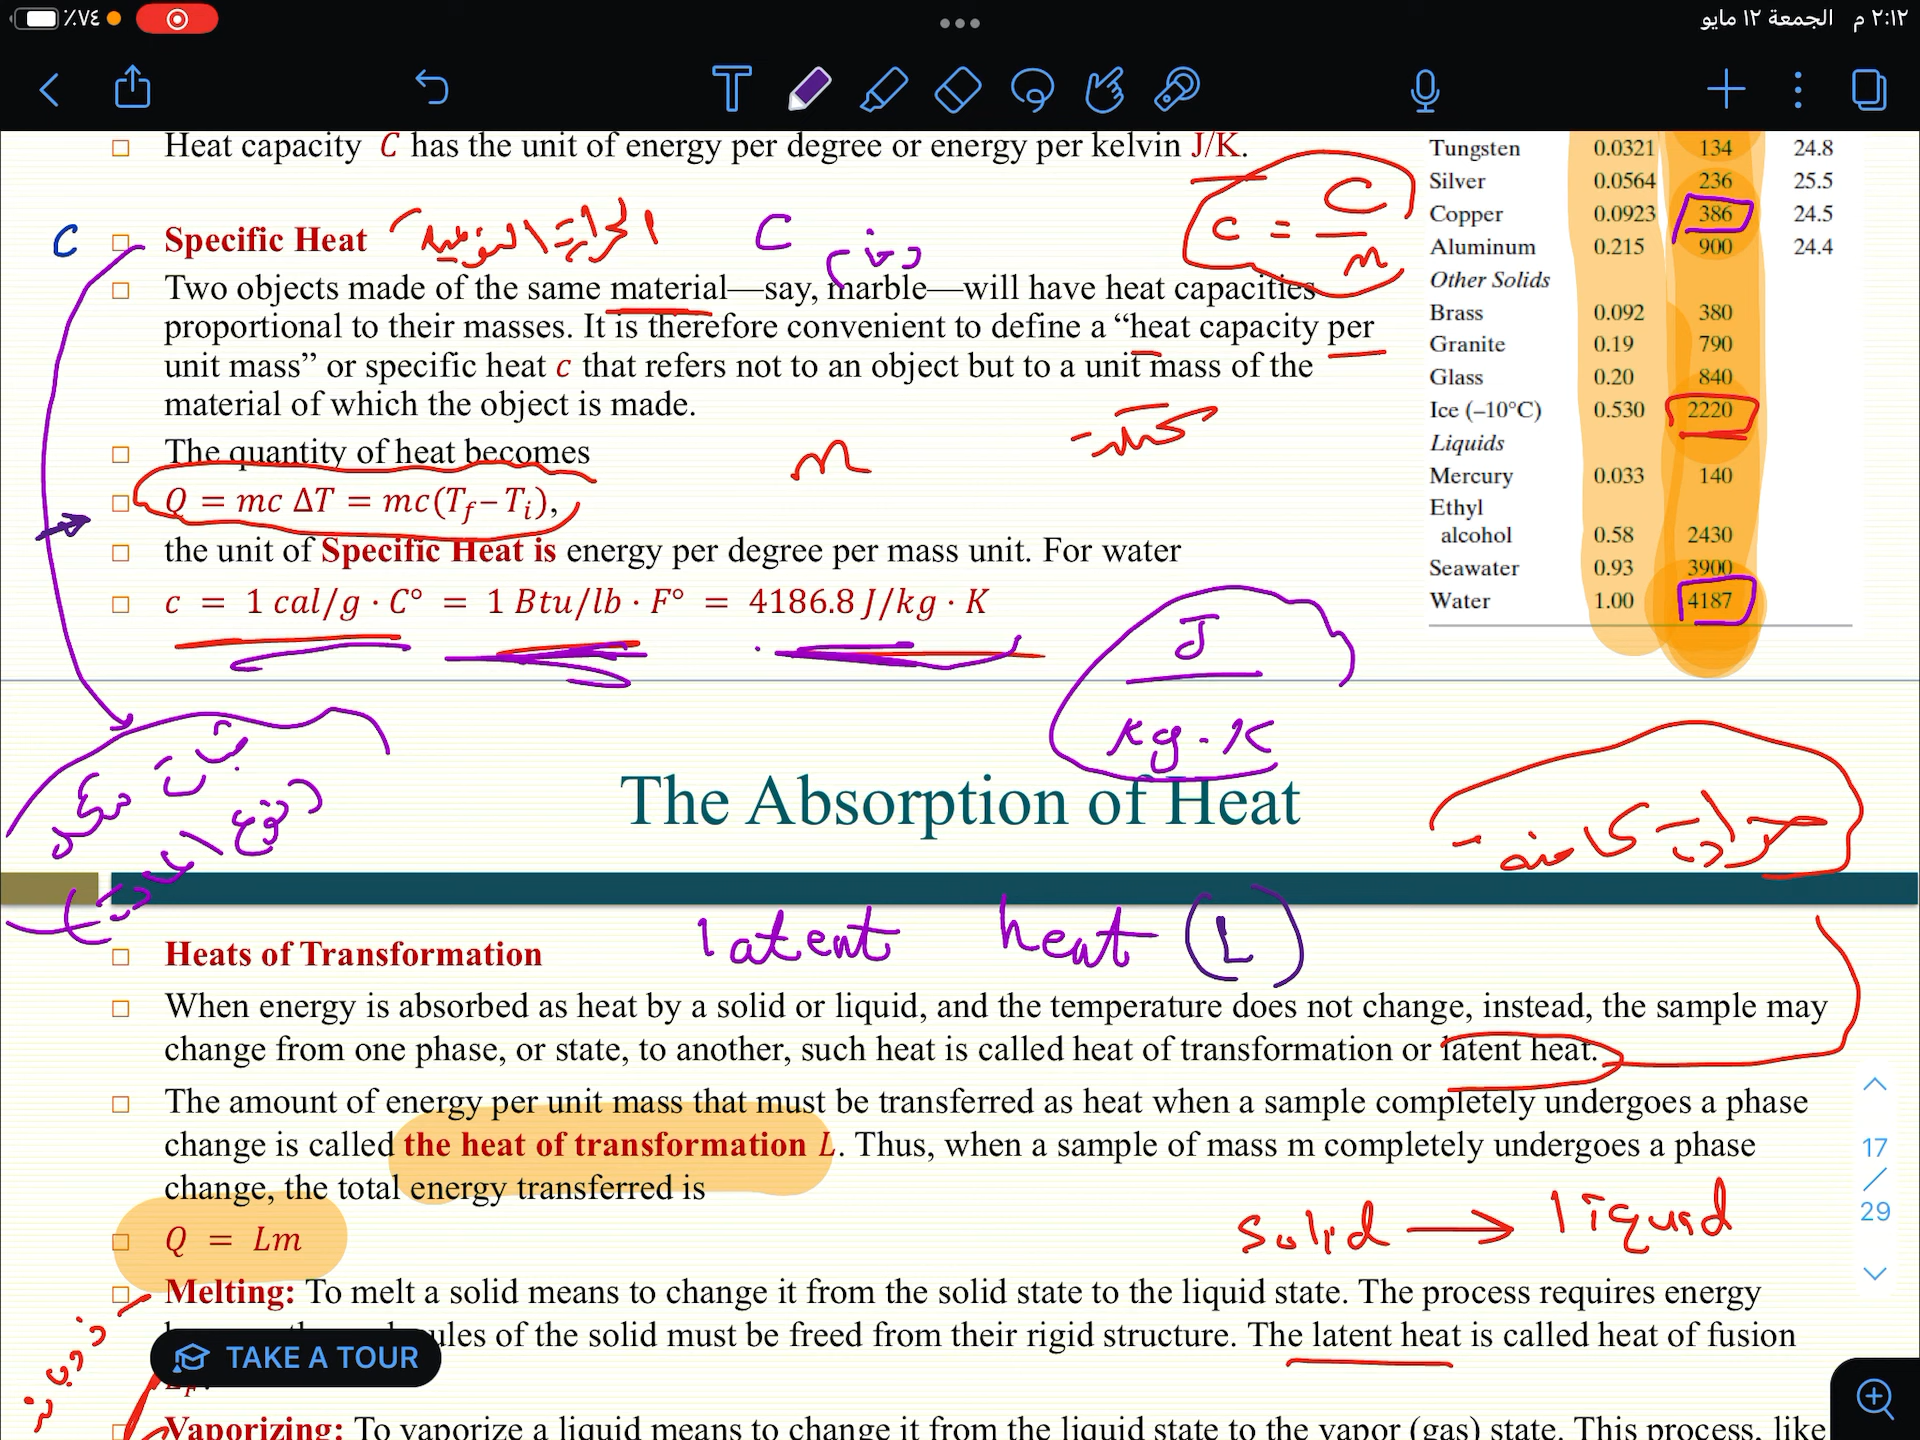 ٪٧٤
٢:١٢ م الجمعة ١٢ مايو
Heat capacity C has the unit of energy per degree or energy per kelvin J/K.
c = C/m
C
Specific Heat
الحرارة النوعية
C
Two objects made of the same material—say, marble—will have heat capacities
proportional to their masses. It is therefore convenient to define a “heat capacity per
unit mass” or specific heat c that refers not to an object but to a unit mass of the
material of which the object is made.
The quantity of heat becomes
m
Q = mc ΔT = mc(Tf − Ti),
the unit of Specific Heat is energy per degree per mass unit. For water
c = 1 cal/g · C° = 1 Btu/lb · F° = 4186.8 J/kg · K
J
kg . K
Tungsten 0.0321 134 24.8
Silver 0.0564 236 25.5
Copper 0.0923 386 24.5
Aluminum 0.215 900 24.4
Other Solids
Brass 0.092 380
Granite 0.19 790
Glass 0.20 840
Ice (–10°C) 0.530 2220
Liquids
Mercury 0.033 140
Ethyl
alcohol 0.58 2430
Seawater 0.93 3900
Water 1.00 4187
The Absorption of Heat
حرارة كامنة
latent heat (L)
Heats of Transformation
When energy is absorbed as heat by a solid or liquid, and the temperature does not change, instead, the sample may
change from one phase, or state, to another, such heat is called heat of transformation or latent heat.
The amount of energy per unit mass that must be transferred as heat when a sample completely undergoes a phase
change is called the heat of transformation L. Thus, when a sample of mass m completely undergoes a phase
change, the total energy transferred is
solid → liquid
Q = Lm
Melting: To melt a solid means to change it from the solid state to the liquid state. The process requires energy
ules of the solid must be freed from their rigid structure. The latent heat is called heat of fusion
TAKE A TOUR
Vaporizing: To vaporize a liquid means to change it from the liquid state to the vapor (gas) state. This process, like
17
/
29